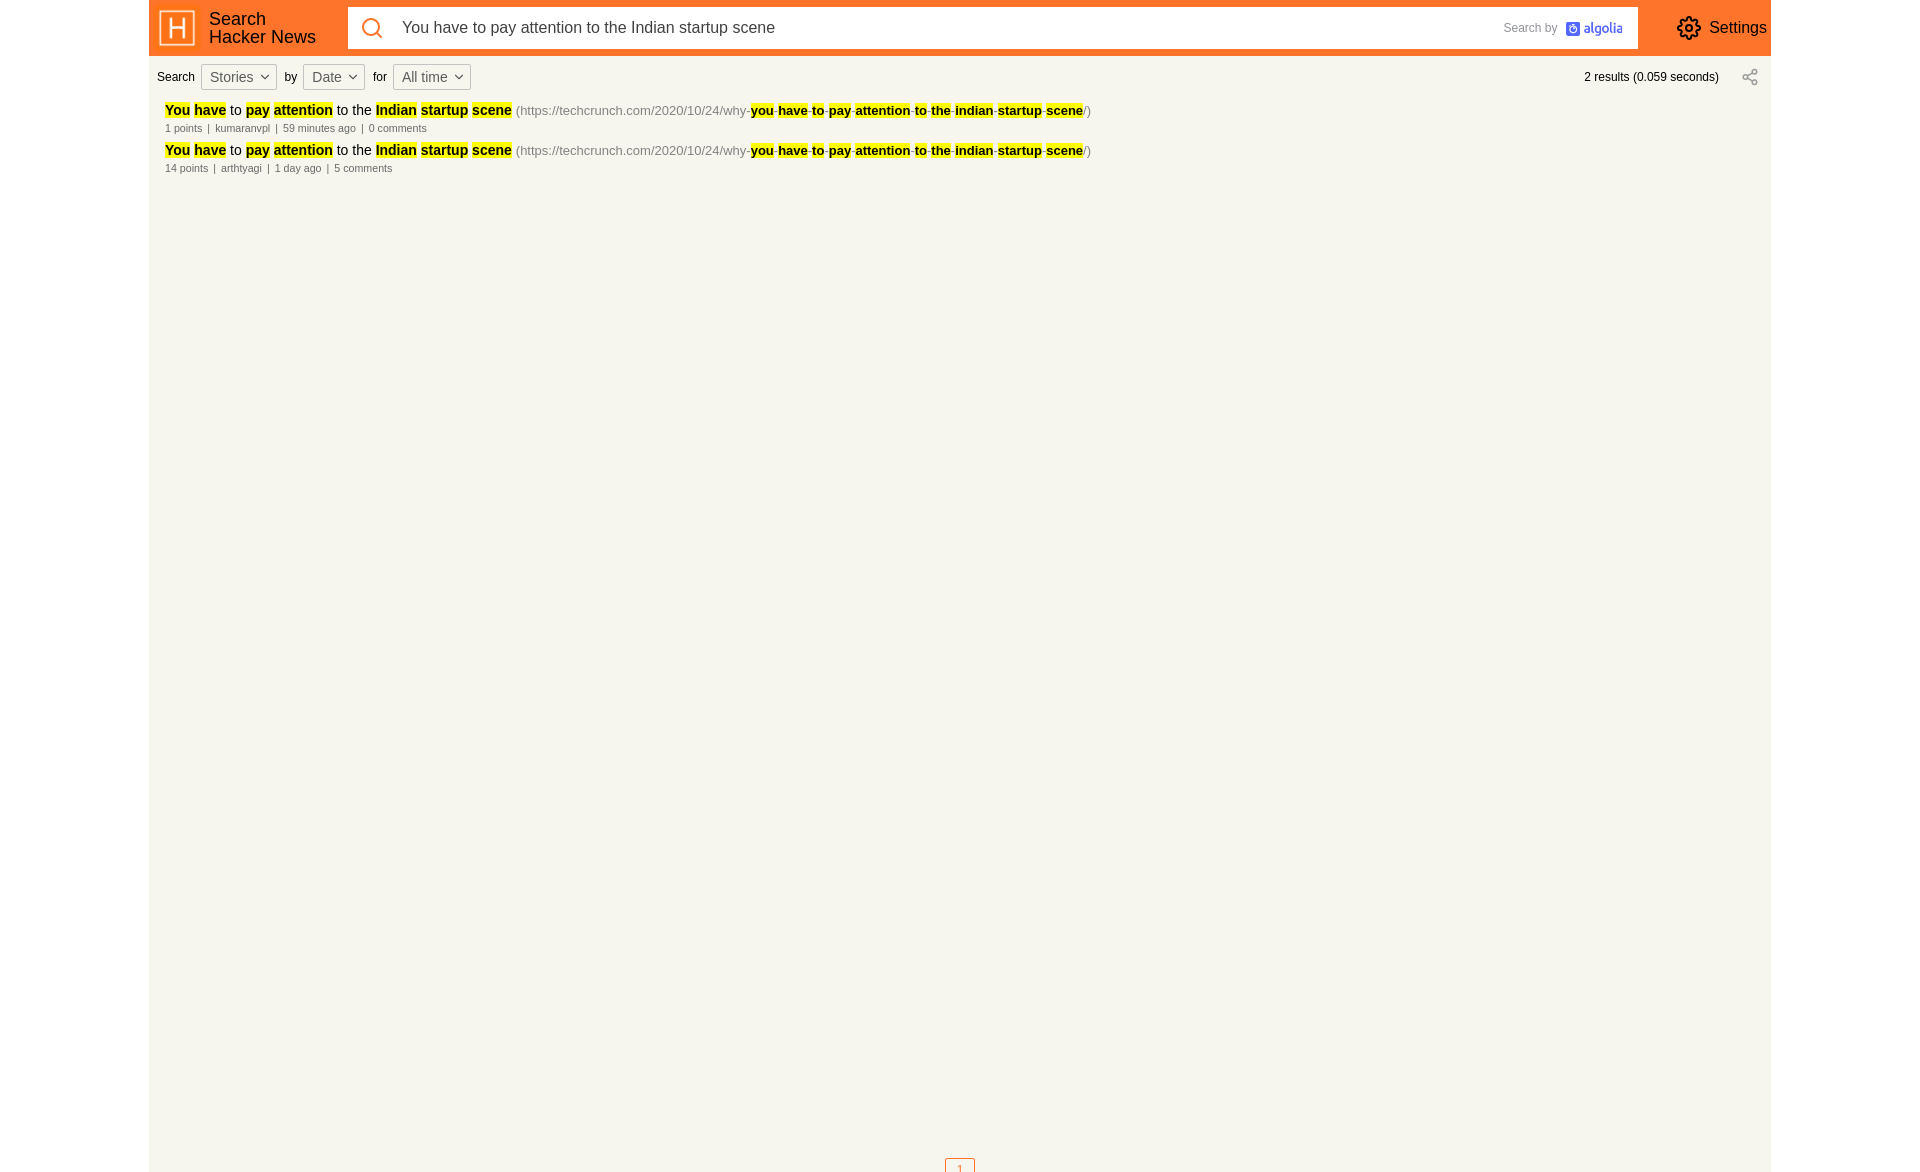 Search
Hacker News
You have to pay attention to the Indian startup scene
Search by algolia
Settings
Search Stories by Date for All time
2 results (0.059 seconds)
You have to pay attention to the Indian startup scene (https://techcrunch.com/2020/10/24/why-you-have-to-pay-attention-to-the-indian-startup-scene/)
1 points | kumaranvpl | 59 minutes ago | 0 comments
You have to pay attention to the Indian startup scene (https://techcrunch.com/2020/10/24/why-you-have-to-pay-attention-to-the-indian-startup-scene/)
14 points | arthtyagi | 1 day ago | 5 comments
1